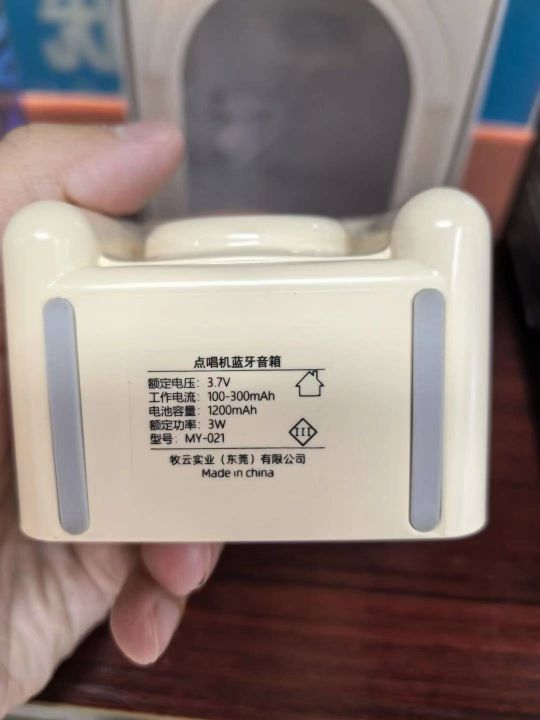 点唱机蓝牙音箱
额定电压：3.7V
工作电流：100-300mAh
电池容量：1200mAh
额定功率：3W
型号：MY-021
III
牧云实业（东莞）有限公司
Made in china